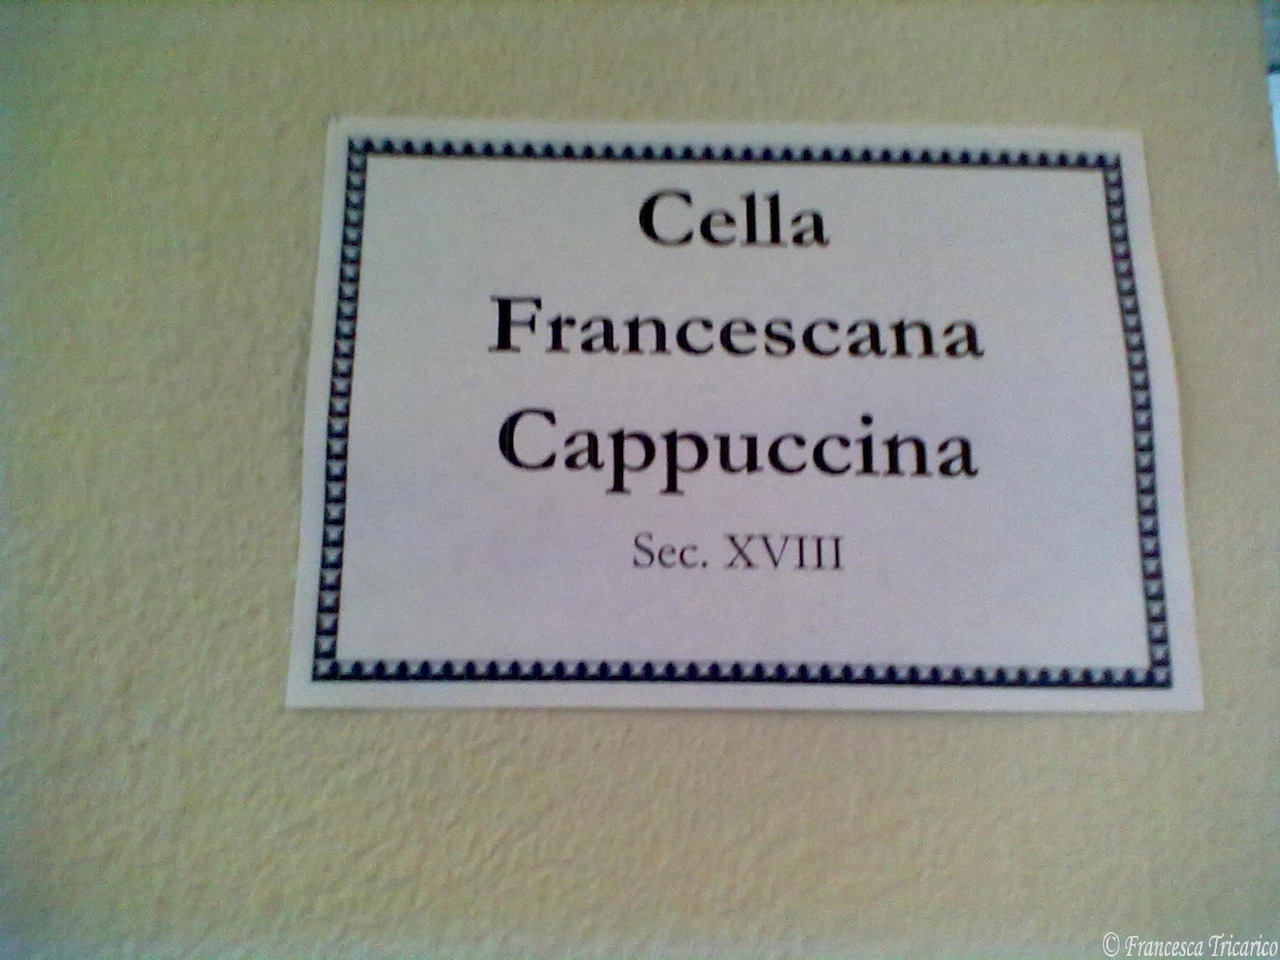 Cella
Francescana
Cappuccina
Sec. XVIII
© Francesca Tricarico